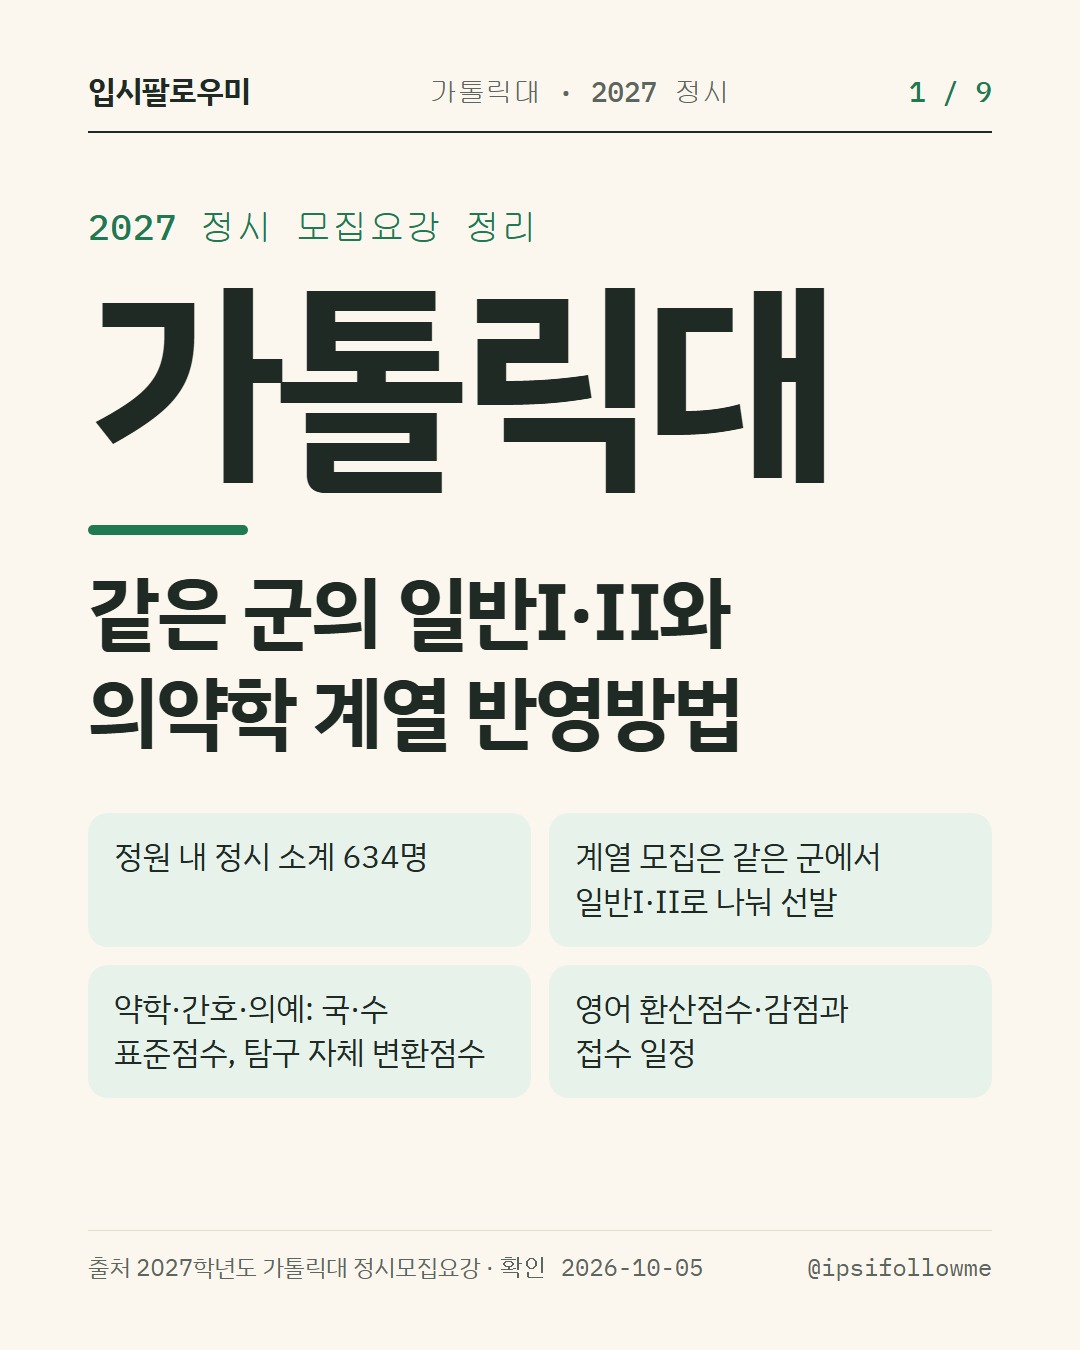 입시팔로우미
가톨릭대 · 2027 정시
1 / 9
2027 정시 모집요강 정리
가톨릭대
같은 군의 일반I·II와
의약학 계열 반영방법
정원 내 정시 소계 634명
계열 모집은 같은 군에서
일반I·II로 나눠 선발
약학·간호·의예: 국·수
표준점수, 탐구 자체 변환점수
영어 환산점수·감점과
접수 일정
출처 2027학년도 가톨릭대 정시모집요강 · 확인 2026-10-05
@ipsifollowme